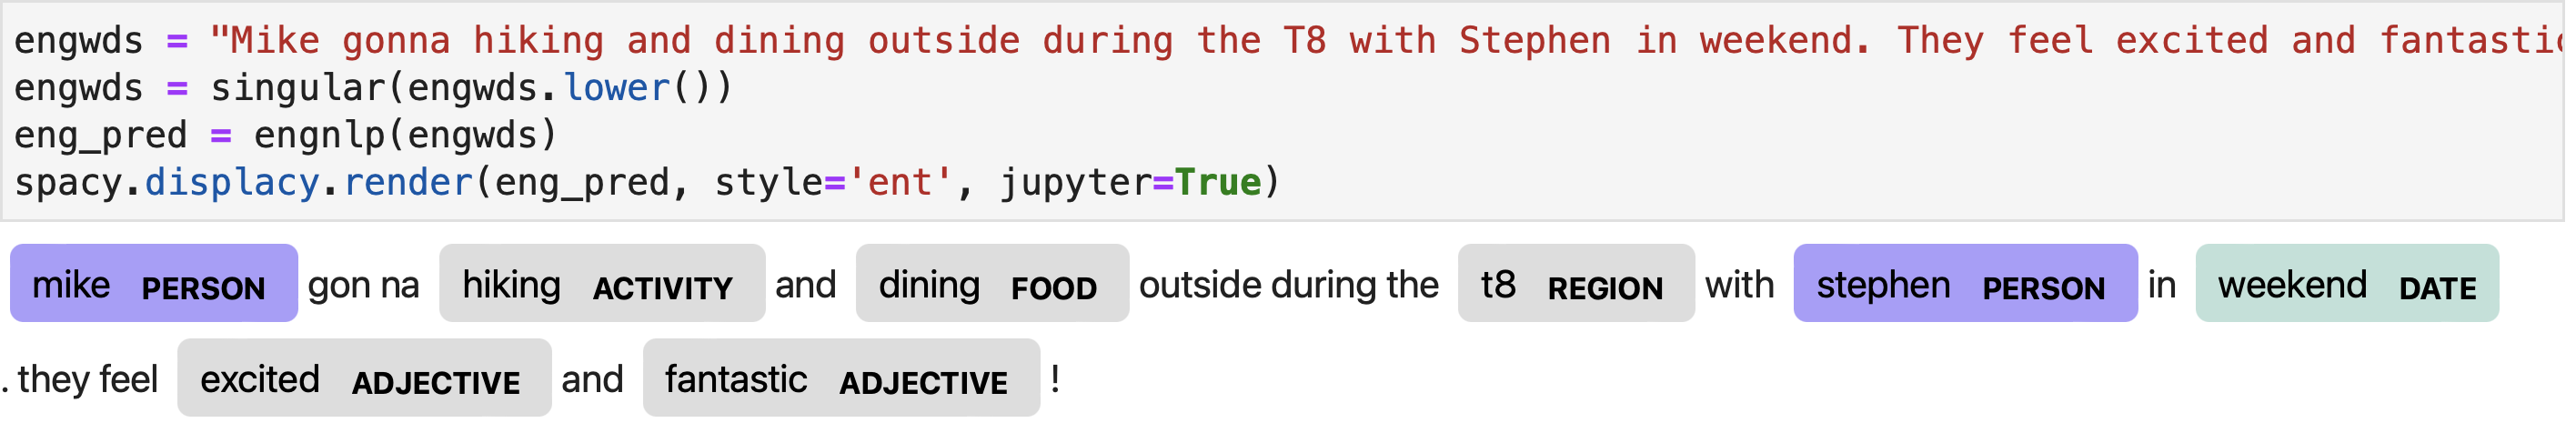 engwds = "Mike gonna hiking and dining outside during the T8 with Stephen in weekend. They feel excited and fantastic
engwds = singular(engwds.lower())
eng_pred = engnlp(engwds)
spacy.displacy.render(eng_pred, style='ent', jupyter=True)
mike PERSON gon na hiking ACTIVITY and dining FOOD outside during the t8 REGION with stephen PERSON in weekend DATE
. they feel excited ADJECTIVE and fantastic ADJECTIVE !